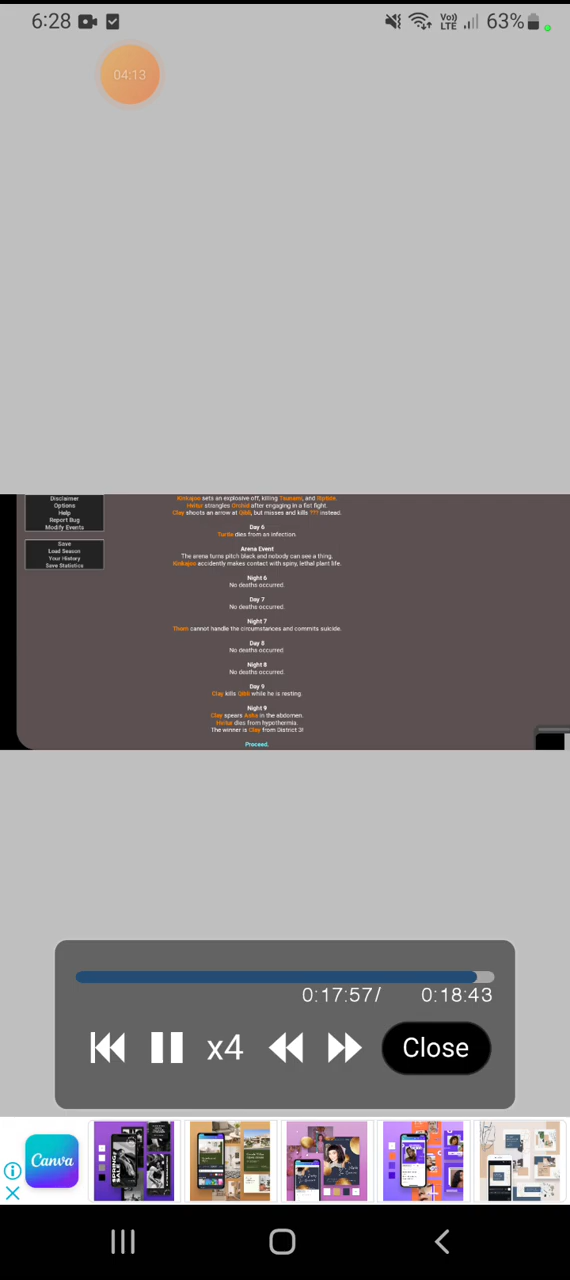 6:28
Vo))
LTE
63%
04:13
Disclaimer
Options
Help
Report Bug
Modify Events
Save
Load Season
Your History
Save Statistics
Kinkajou sets an explosive off, killing Tsunami, and Riptide.
strangles Orchid after engaging in a fist fight.
Clay shoots an arrow at Qibli, but misses and kills ??? instead.
Day 6
Turtle dies from an infection.
Arena Event
The arena turns pitch black and nobody can see a thing.
Kinkajou accidently makes contact with spiny, lethal plant life.
Night 6
No deaths occurred.
Day 7
No deaths occurred.
Night 7
Thorn cannot handle the circumstances and commits suicide.
Day 8
No deaths occurred.
Night 8
No deaths occurred.
Day 9
Clay kills Qibli while he is resting.
Night 9
Clay spears Asha in the abdomen.
dies from hypothermia.
The winner is Clay from District 3!
Proceed.
0:17:57/ 0:18:43
x4
Close
Canva